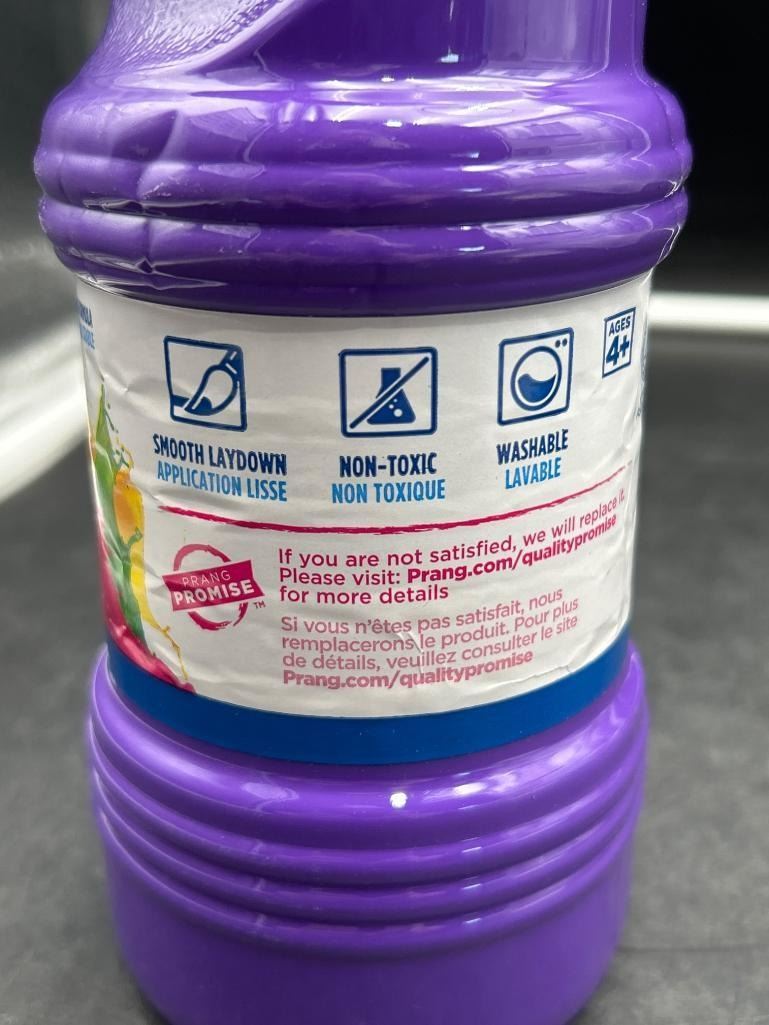 AGES
4+
SMOOTH LAYDOWN
APPLICATION LISSE
NON-TOXIC
NON TOXIQUE
WASHABLE
LAVABLE
PRANG
PROMISE™
If you are not satisfied, we will replace it.
Please visit: Prang.com/qualitypromise
for more details
Si vous n'êtes pas satisfait, nous
remplacerons le produit. Pour plus
de détails, veuillez consulter le site
Prang.com/qualitypromise